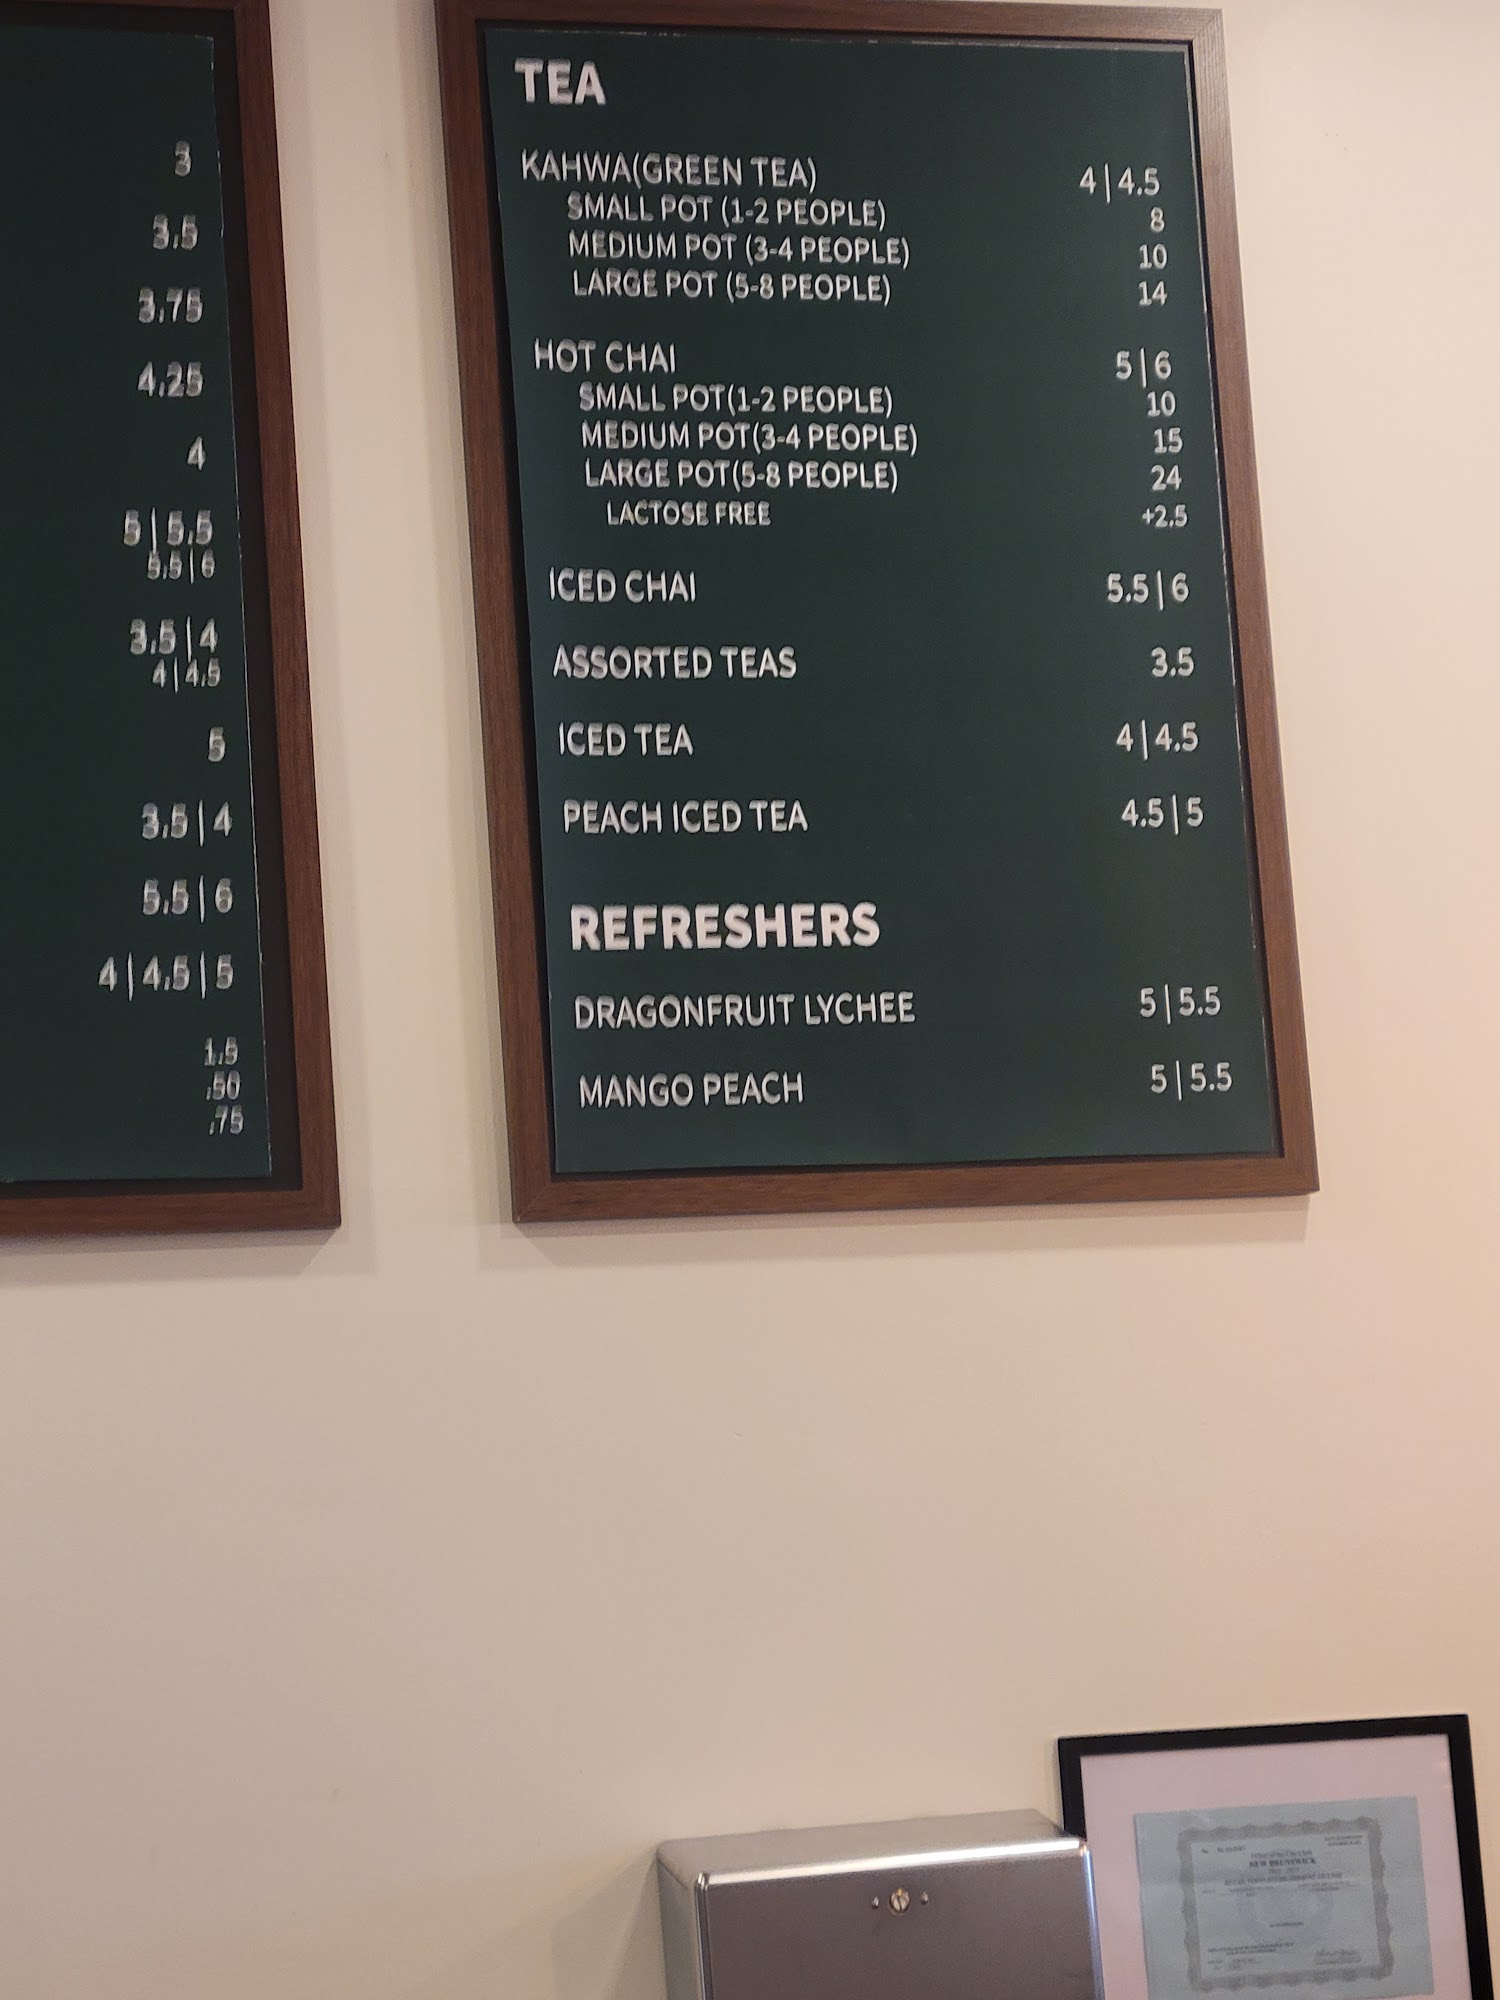 3
3.5
3.75
4.25
4
5|5.5
5.5|6
3.5|4
4|4.5
5
3.5|4
5.5|6
4|4.5|5
1.5
.50
.75
TEA
KAHWA(GREEN TEA) 4|4.5
SMALL POT (1-2 PEOPLE) 8
MEDIUM POT (3-4 PEOPLE) 10
LARGE POT (5-8 PEOPLE) 14
HOT CHAI 5|6
SMALL POT(1-2 PEOPLE) 10
MEDIUM POT(3-4 PEOPLE) 15
LARGE POT(5-8 PEOPLE) 24
LACTOSE FREE +2.5
ICED CHAI 5.5|6
ASSORTED TEAS 3.5
ICED TEA 4|4.5
PEACH ICED TEA 4.5|5
REFRESHERS
DRAGONFRUIT LYCHEE 5|5.5
MANGO PEACH 5|5.5
Office of the City Clerk
NEW BRUNSWICK